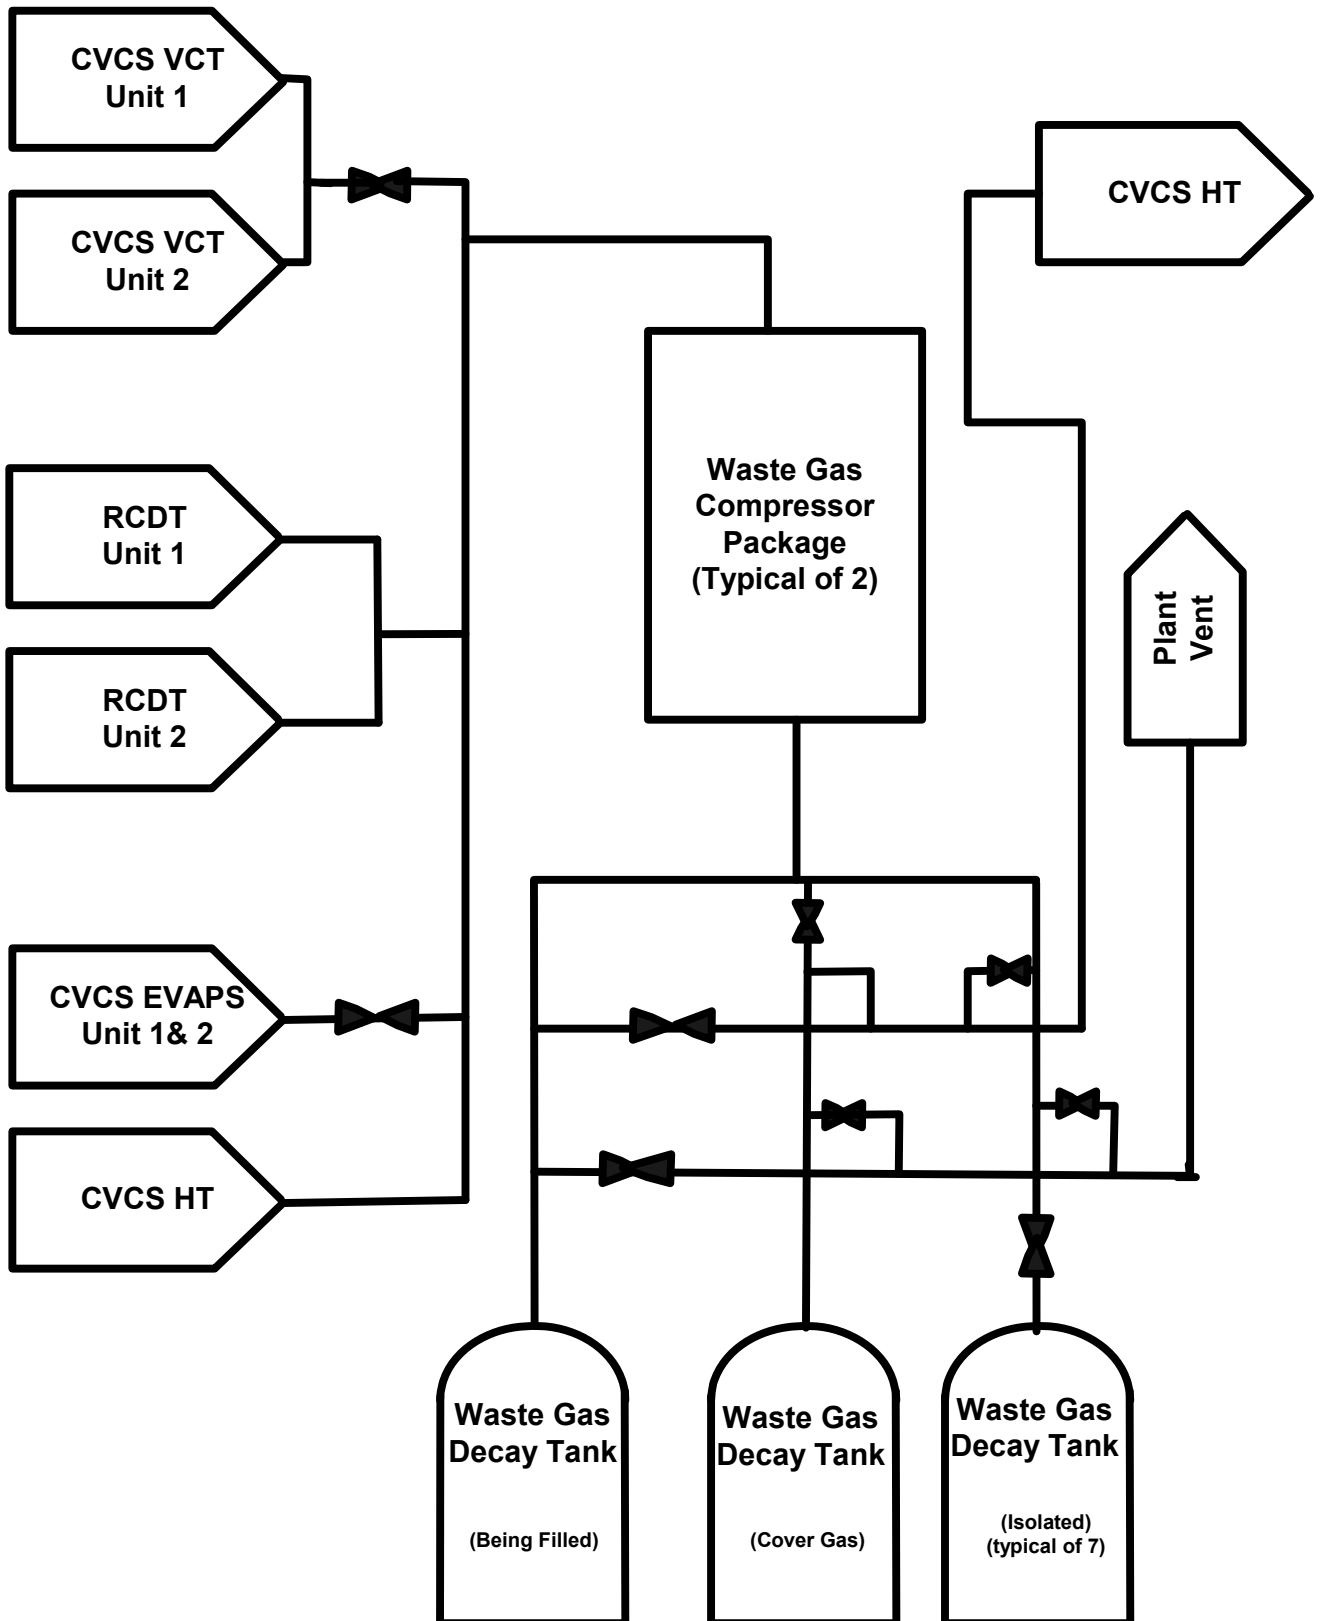 CVCS VCT
Unit 1
CVCS VCT
Unit 2
CVCS HT
Waste Gas
Compressor
Package
(Typical of 2)
RCDT
Unit 1
RCDT
Unit 2
Plant
Vent
CVCS EVAPS
Unit 1& 2
CVCS HT
Waste Gas
Decay Tank
(Being Filled)
Waste Gas
Decay Tank
(Cover Gas)
Waste Gas
Decay Tank
(Isolated)
(typical of 7)